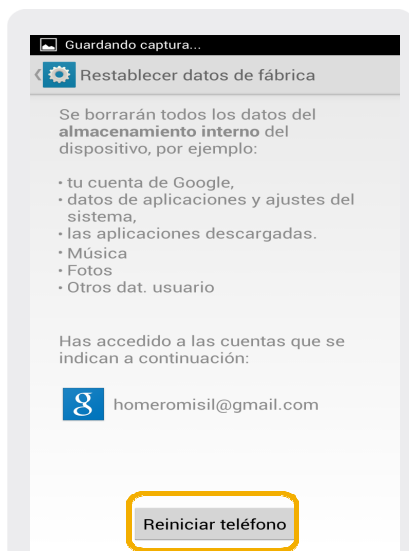 Guardando captura...
Restablecer datos de fábrica
Se borrarán todos los datos del
almacenamiento interno del
dispositivo, por ejemplo:
· tu cuenta de Google,
· datos de aplicaciones y ajustes del
sistema,
· las aplicaciones descargadas.
· Música
· Fotos
· Otros dat. usuario
Has accedido a las cuentas que se
indican a continuación:
g homeromisil@gmail.com
Reiniciar teléfono